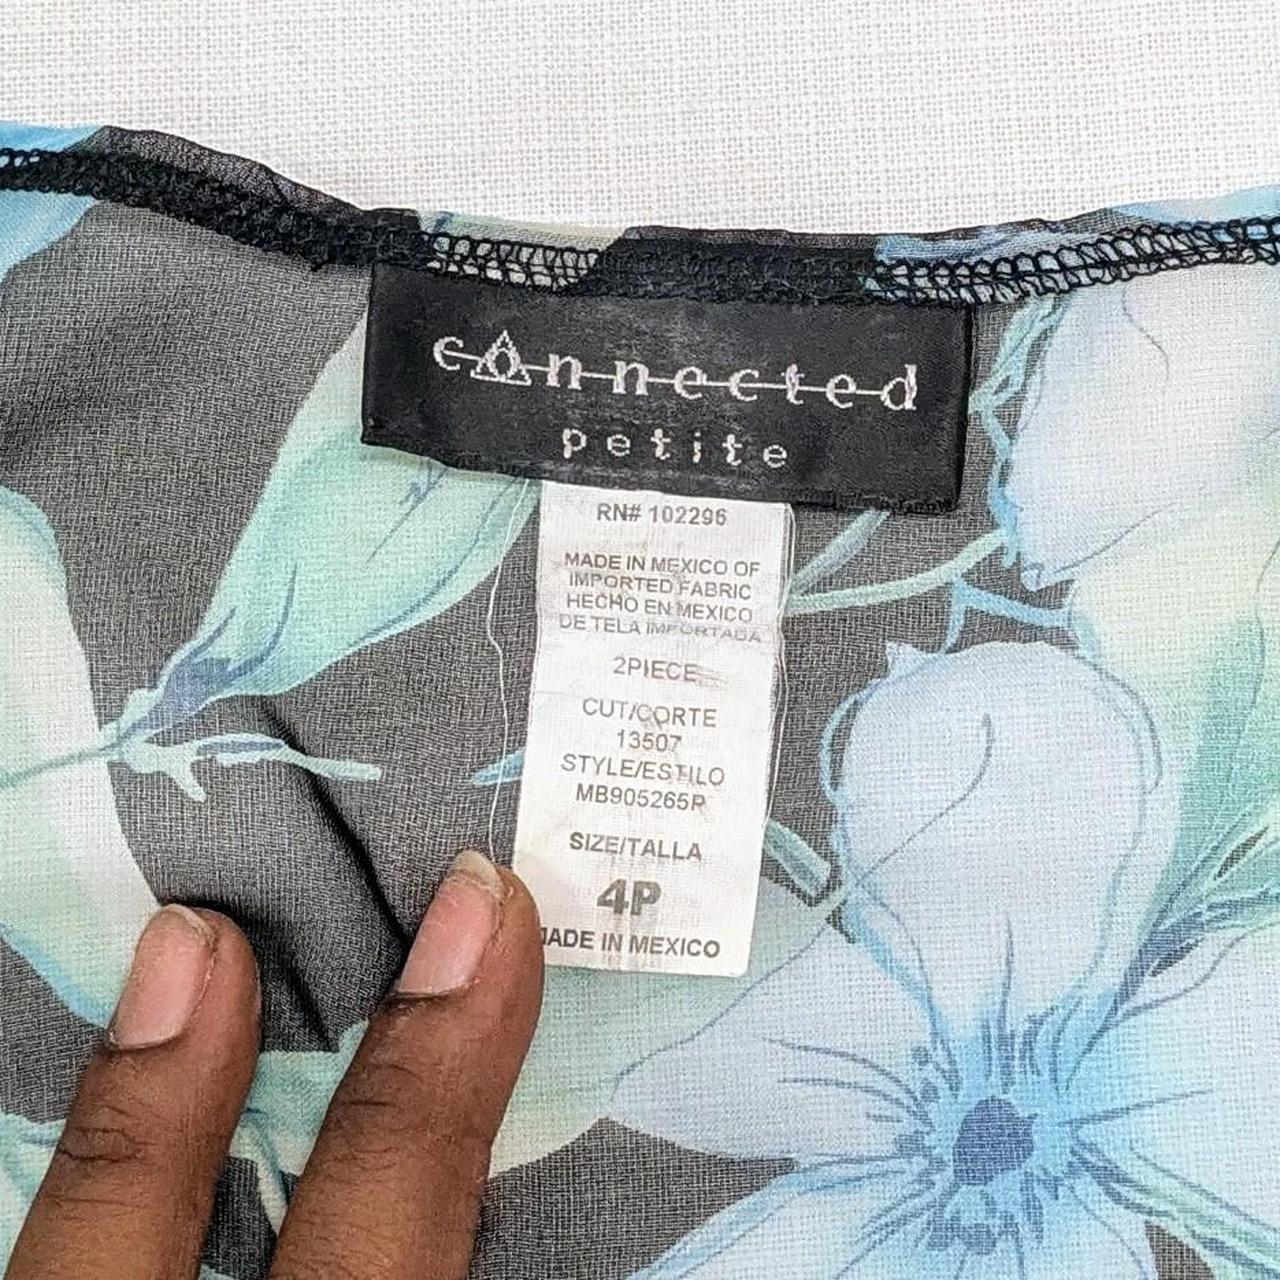 connected
petite
RN# 102296
MADE IN MEXICO OF
IMPORTED FABRIC
HECHO EN MEXICO
DE TELA IMPORTADA
2PIECE
CUT/CORTE
13507
STYLE/ESTILO
MB905265P
SIZE/TALLA
4P
MADE IN MEXICO